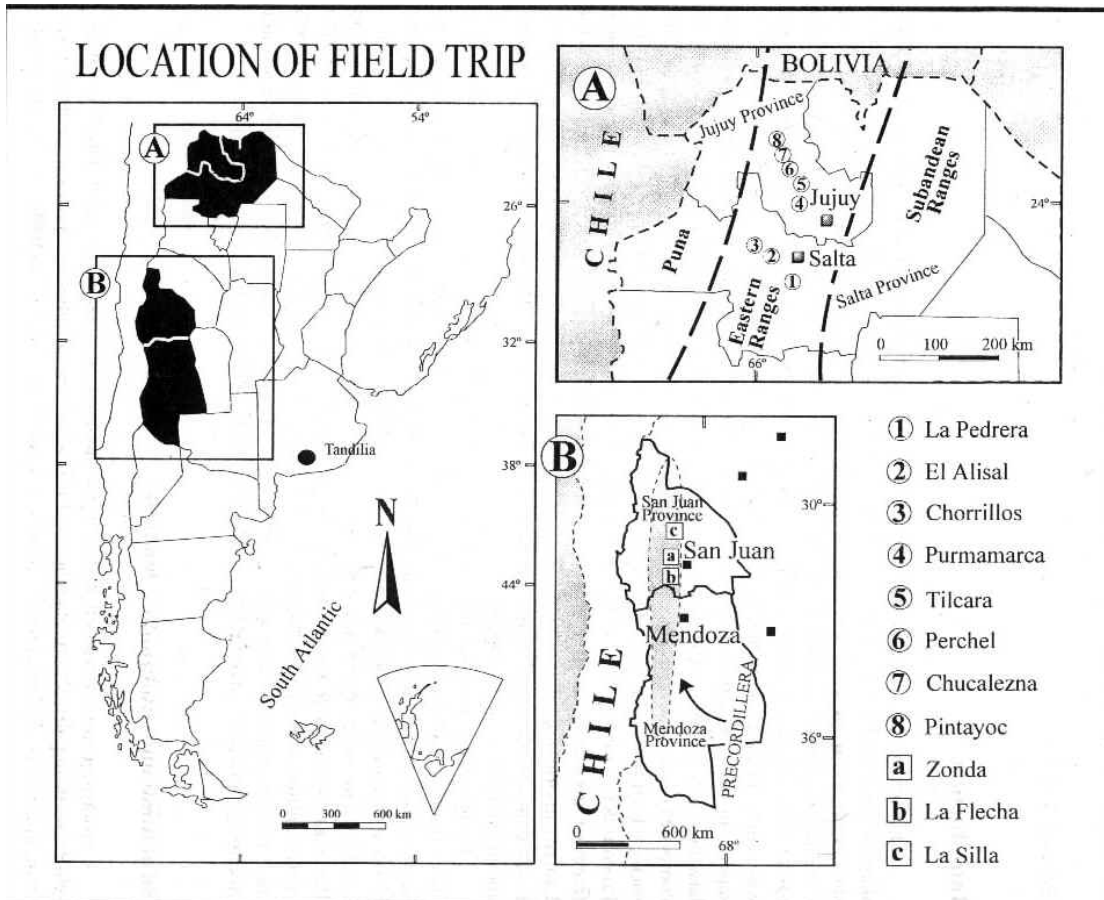 LOCATION OF FIELD TRIP
64°
54°
A
26°
B
32°
Tandilia
38°
N
44°
South Atlantic
0 300 600 km
A
BOLIVIA
Jujuy Province
CHILE
8
7
6
5
4
Jujuy
Subandean
Ranges
24°
Puna
3
2
Salta
1
Eastern
Ranges
Salta Province
66°
0 100 200 km
B
30°
San Juan
Province
c
San Juan
a
b
Mendoza
CHILE
Mendoza
Province
PRECORDILLERA
36°
0 600 km
68°
1 La Pedrera
2 El Alisal
3 Chorrillos
4 Purmamarca
5 Tilcara
6 Perchel
7 Chucalezna
8 Pintayoc
a Zonda
b La Flecha
c La Silla